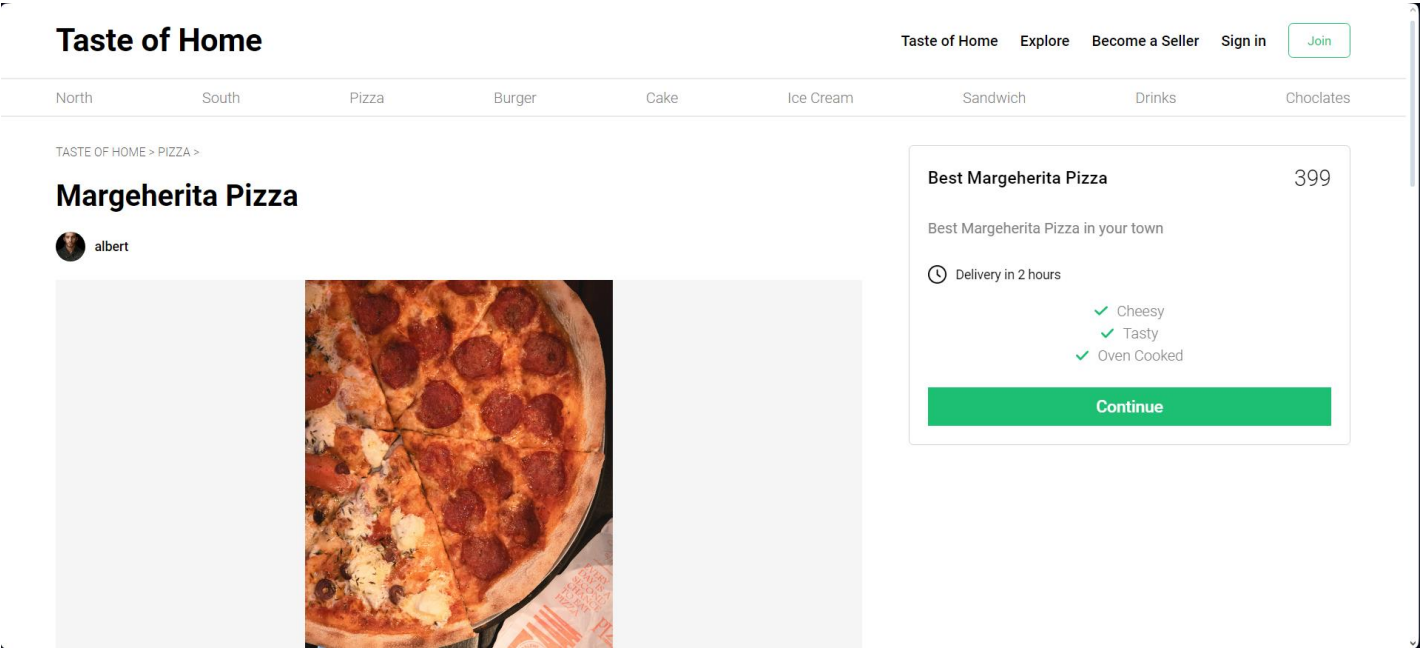 Taste of Home
Taste of Home Explore Become a Seller Sign in Join
North South Pizza Burger Cake Ice Cream Sandwich Drinks Choclates
TASTE OF HOME > PIZZA >
Margeherita Pizza
albert
Best Margeherita Pizza 399
Best Margeherita Pizza in your town
Delivery in 2 hours
Cheesy
Tasty
Oven Cooked
Continue